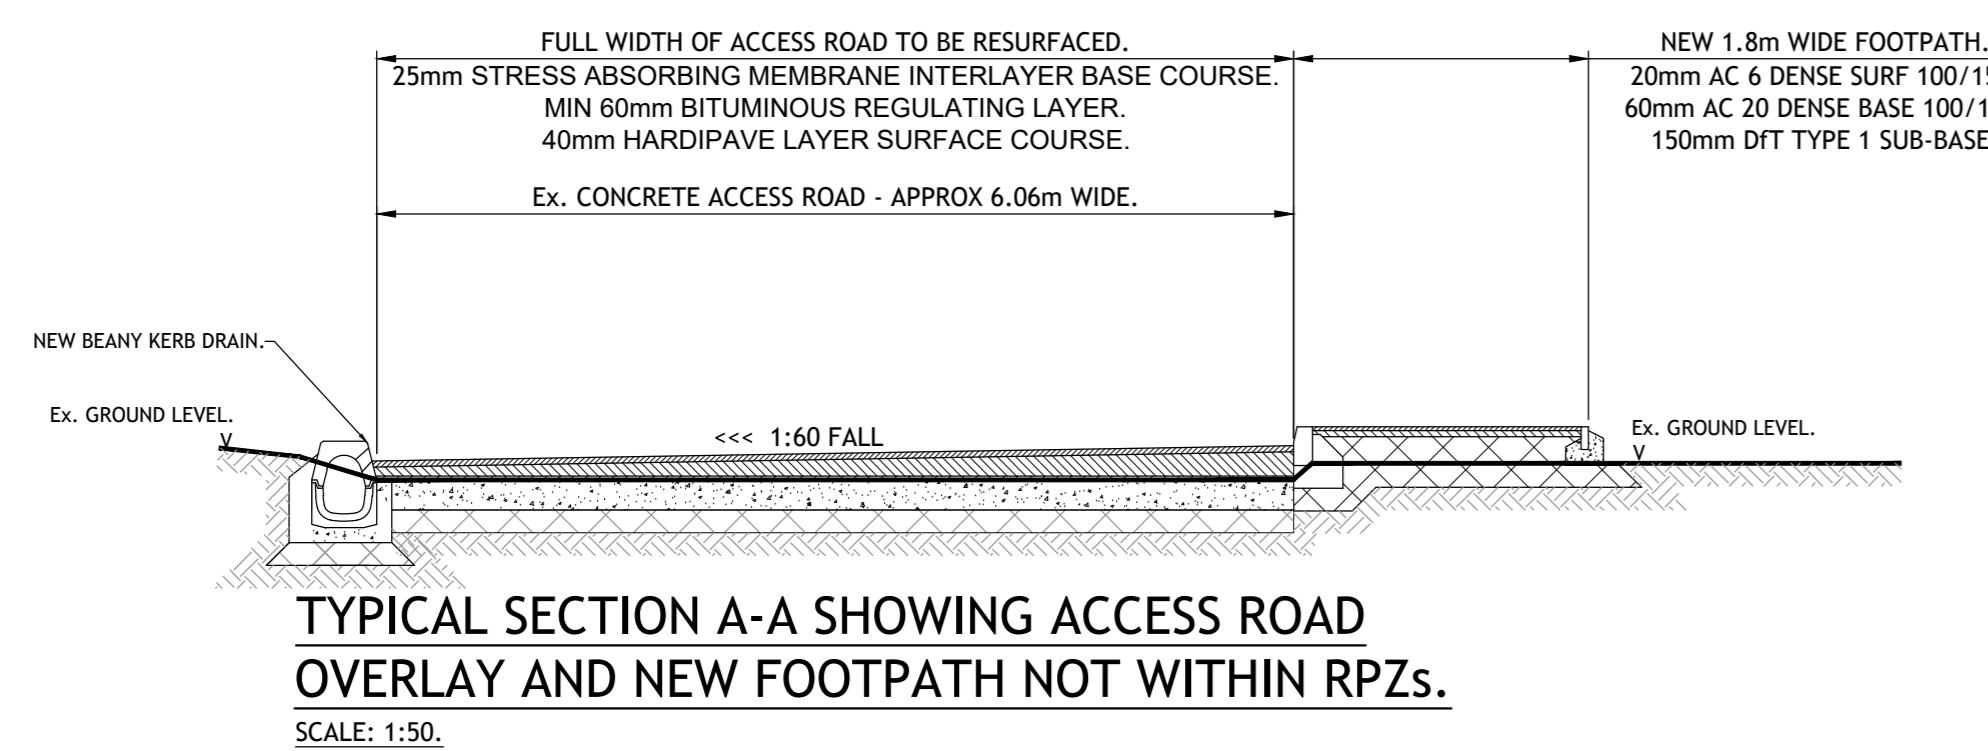 FULL WIDTH OF ACCESS ROAD TO BE RESURFACED.
25mm STRESS ABSORBING MEMBRANE INTERLAYER BASE COURSE.
MIN 60mm BITUMINOUS REGULATING LAYER.
40mm HARDIPAVE LAYER SURFACE COURSE.
Ex. CONCRETE ACCESS ROAD - APPROX 6.06m WIDE.
NEW 1.8m WIDE FOOTPATH.
20mm AC 6 DENSE SURF
60mm AC 20 DENSE BASE
150mm DfT TYPE 1 SUB-BASE
NEW BEANY KERB DRAIN.
Ex. GROUND LEVEL.
<<< 1:60 FALL
Ex. GROUND LEVEL.
TYPICAL SECTION A-A SHOWING ACCESS ROAD
OVERLAY AND NEW FOOTPATH NOT WITHIN RPZs.
SCALE: 1:50.